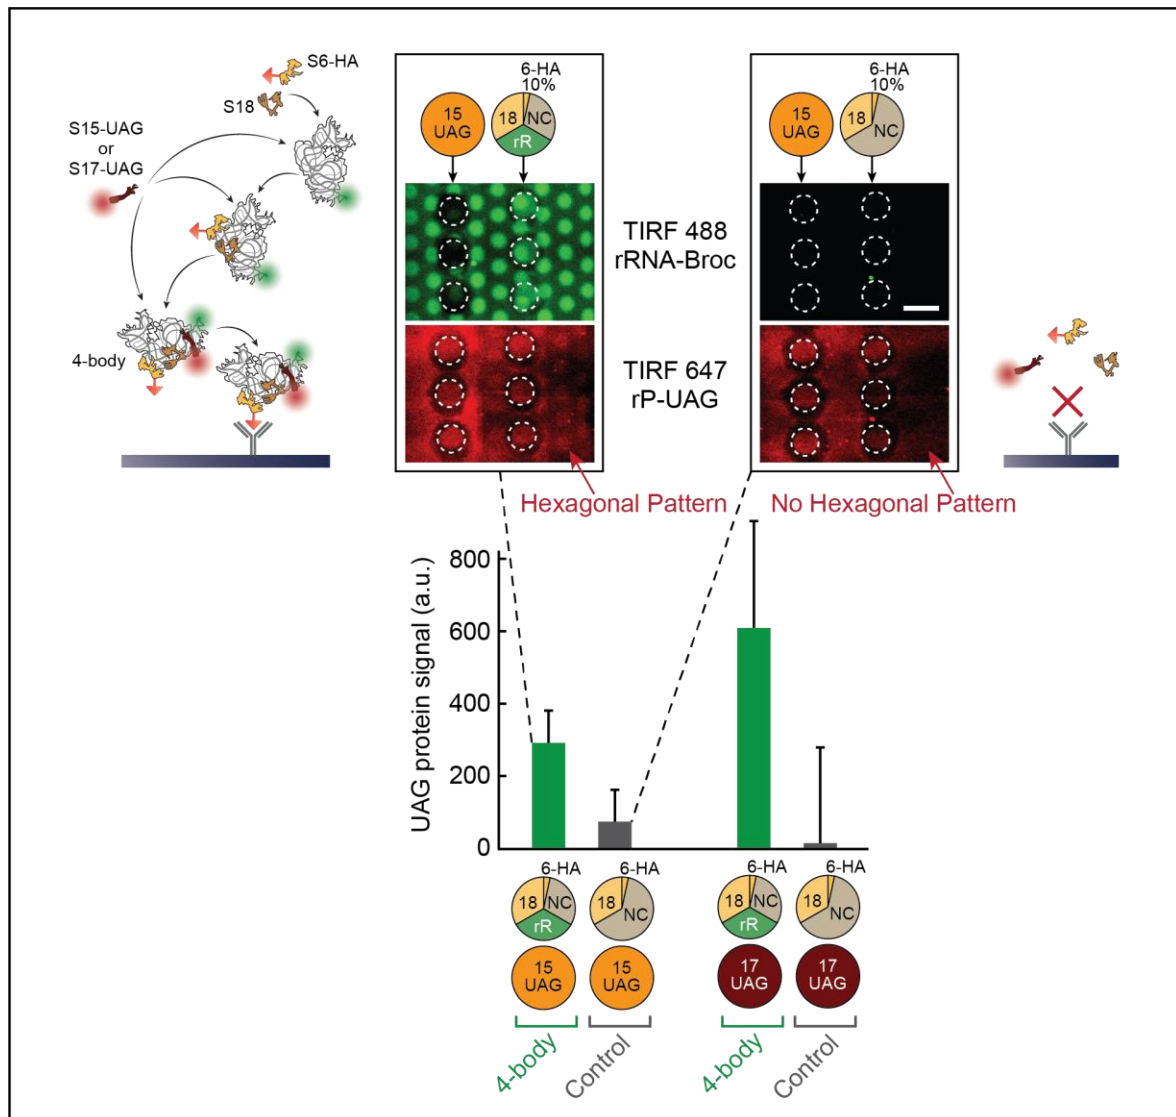 S6-HA
S18
S15-UAG
or
S17-UAG
4-body
6-HA
10%
15
UAG
18
NC
rR
TIRF 488
rRNA-Broc
TIRF 647
rP-UAG
6-HA
10%
15
UAG
18
NC
Hexagonal Pattern
No Hexagonal Pattern
UAG protein signal (a.u.)
800
600
400
200
0
6-HA
18
NC
rR
15
UAG
4-body
6-HA
18
NC
15
UAG
Control
6-HA
18
NC
rR
17
UAG
4-body
6-HA
18
NC
17
UAG
Control